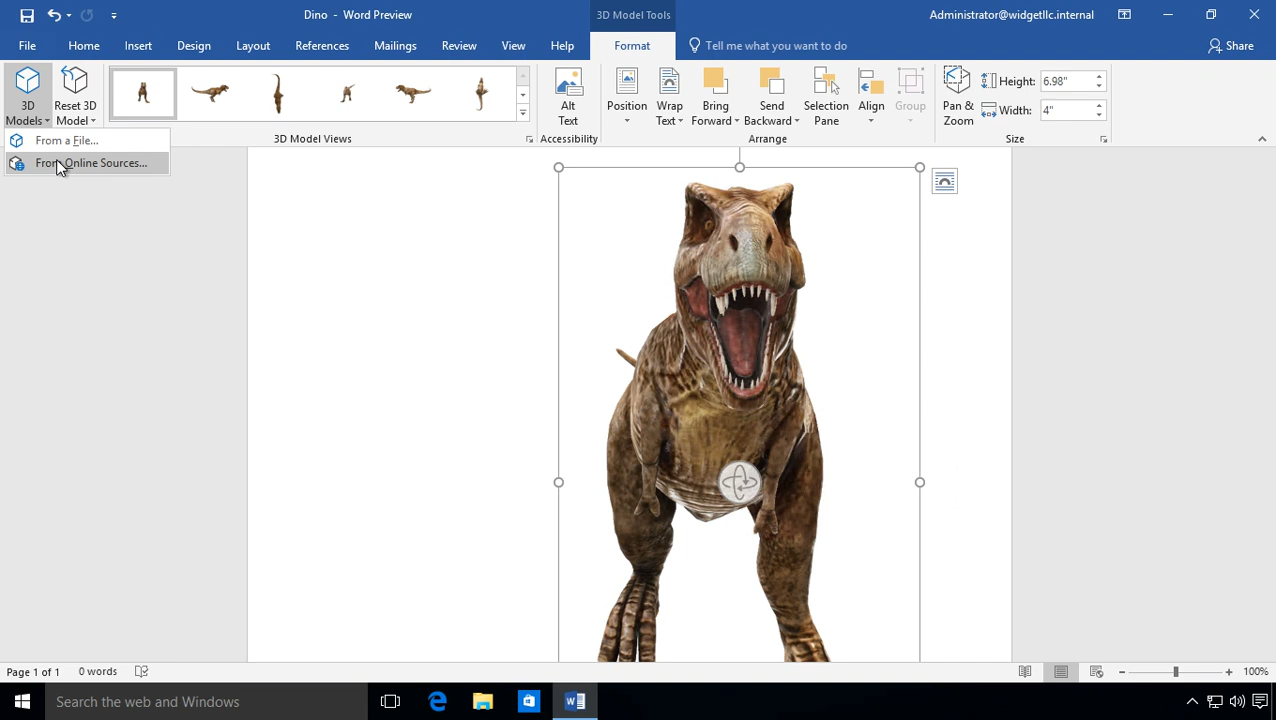 Dino - Word Preview
3D Model Tools
Administrator@widgetllc.internal
File Home Insert Design Layout References Mailings Review View Help Format Tell me what you want to do Share
3D Models
Reset 3D Model
3D Model Views
Alt Text
Accessibility
Position
Wrap Text
Bring Forward
Send Backward
Selection Pane
Align
Group
Arrange
Pan & Zoom
Height: 6.98"
Width: 4"
Size
From a File...
From Online Sources...
Page 1 of 1 0 words 100%
Search the web and Windows